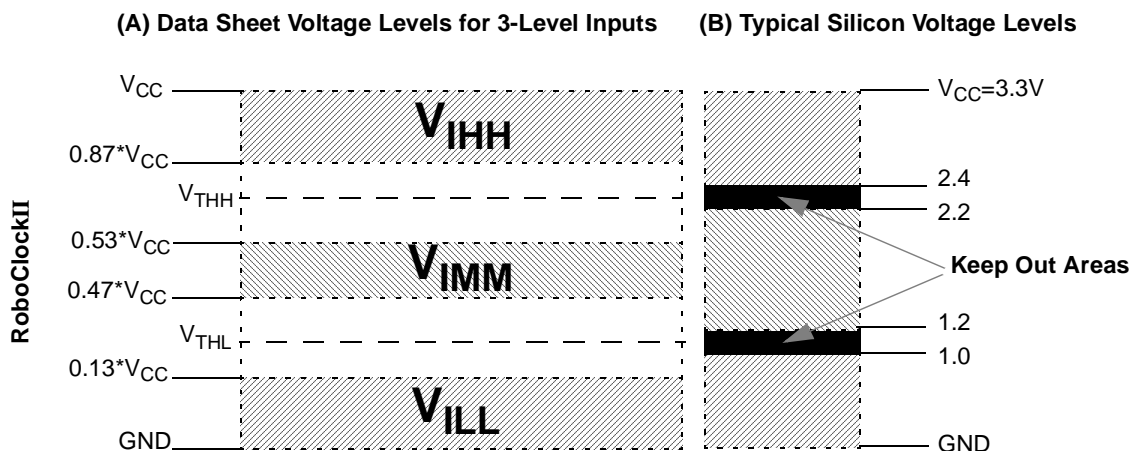 (A) Data Sheet Voltage Levels for 3-Level Inputs
(B) Typical Silicon Voltage Levels
RoboClockII
VCC
0.87*VCC
VTHH
0.53*VCC
0.47*VCC
VTHL
0.13*VCC
GND
VIHH
VIMM
VILL
VCC=3.3V
2.4
2.2
Keep Out Areas
1.2
1.0
GND